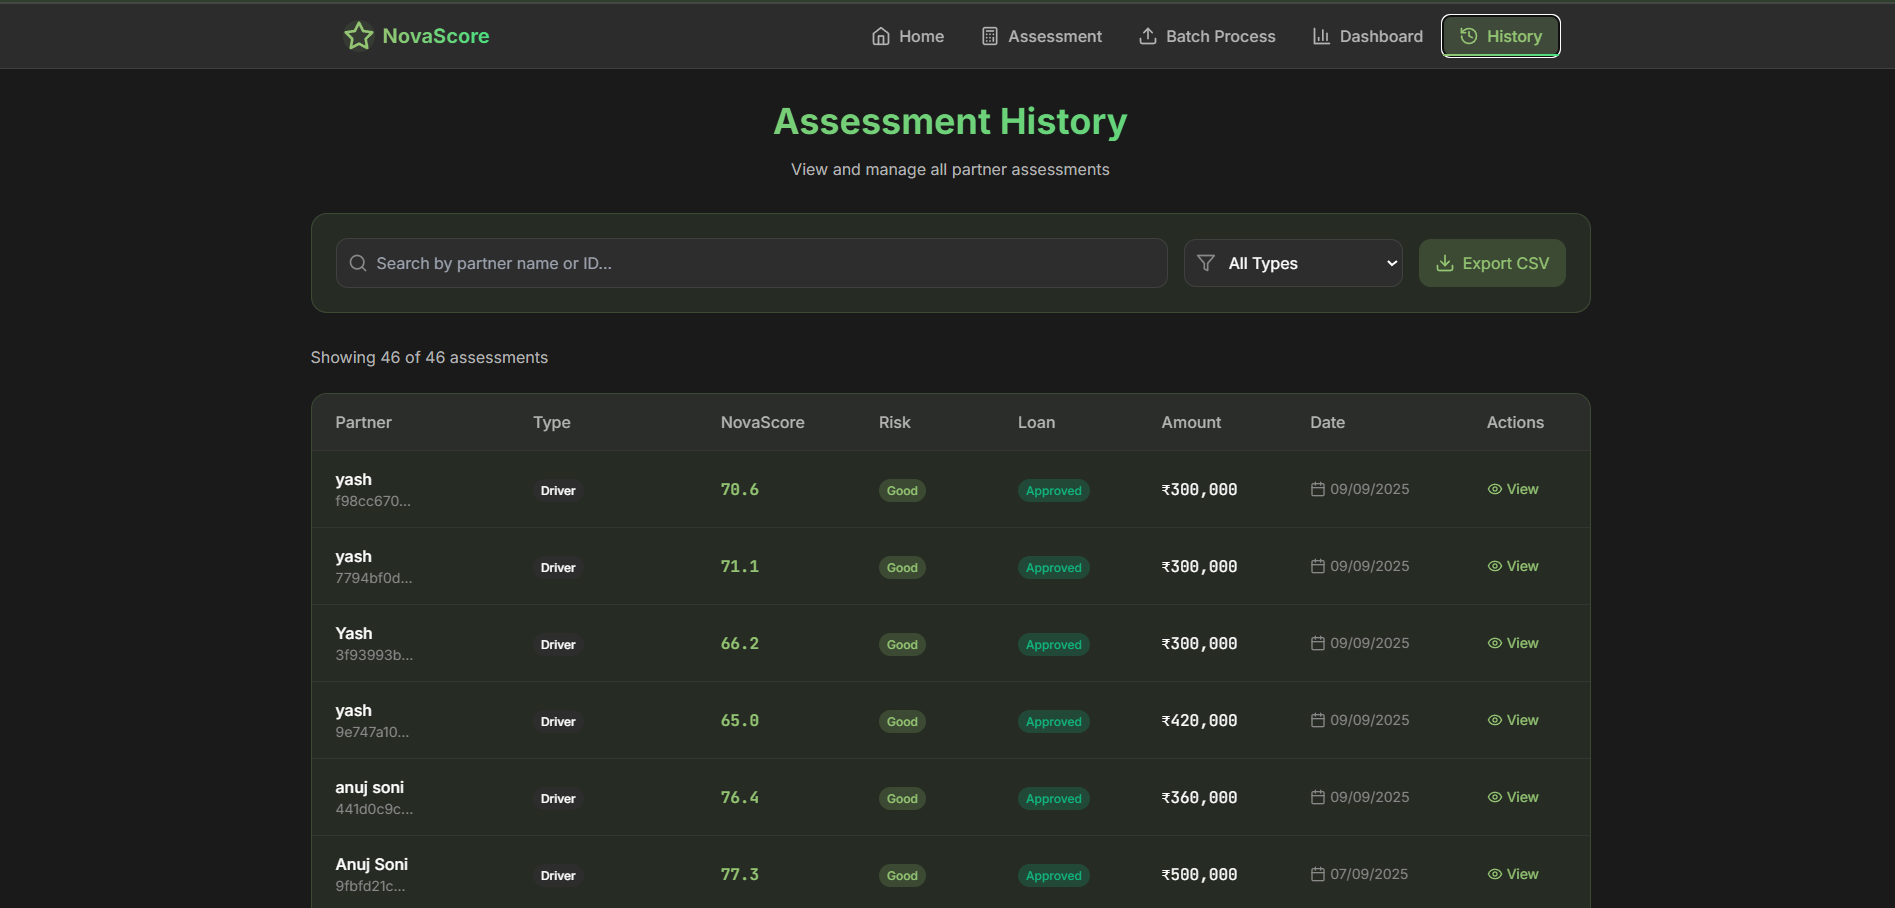 NovaScore
Home Assessment Batch Process Dashboard History
Assessment History
View and manage all partner assessments
Search by partner name or ID... All Types Export CSV
Showing 46 of 46 assessments
Partner Type NovaScore Risk Loan Amount Date Actions
yash
f98cc670... Driver 70.6 Good Approved ₹300,000 09/09/2025 View
yash
7794bf0d... Driver 71.1 Good Approved ₹300,000 09/09/2025 View
Yash
3f93993b... Driver 66.2 Good Approved ₹300,000 09/09/2025 View
yash
9e747a10... Driver 65.0 Good Approved ₹420,000 09/09/2025 View
anuj soni
441d0c9c... Driver 76.4 Good Approved ₹360,000 09/09/2025 View
Anuj Soni
9fbfd21c... Driver 77.3 Good Approved ₹500,000 07/09/2025 View